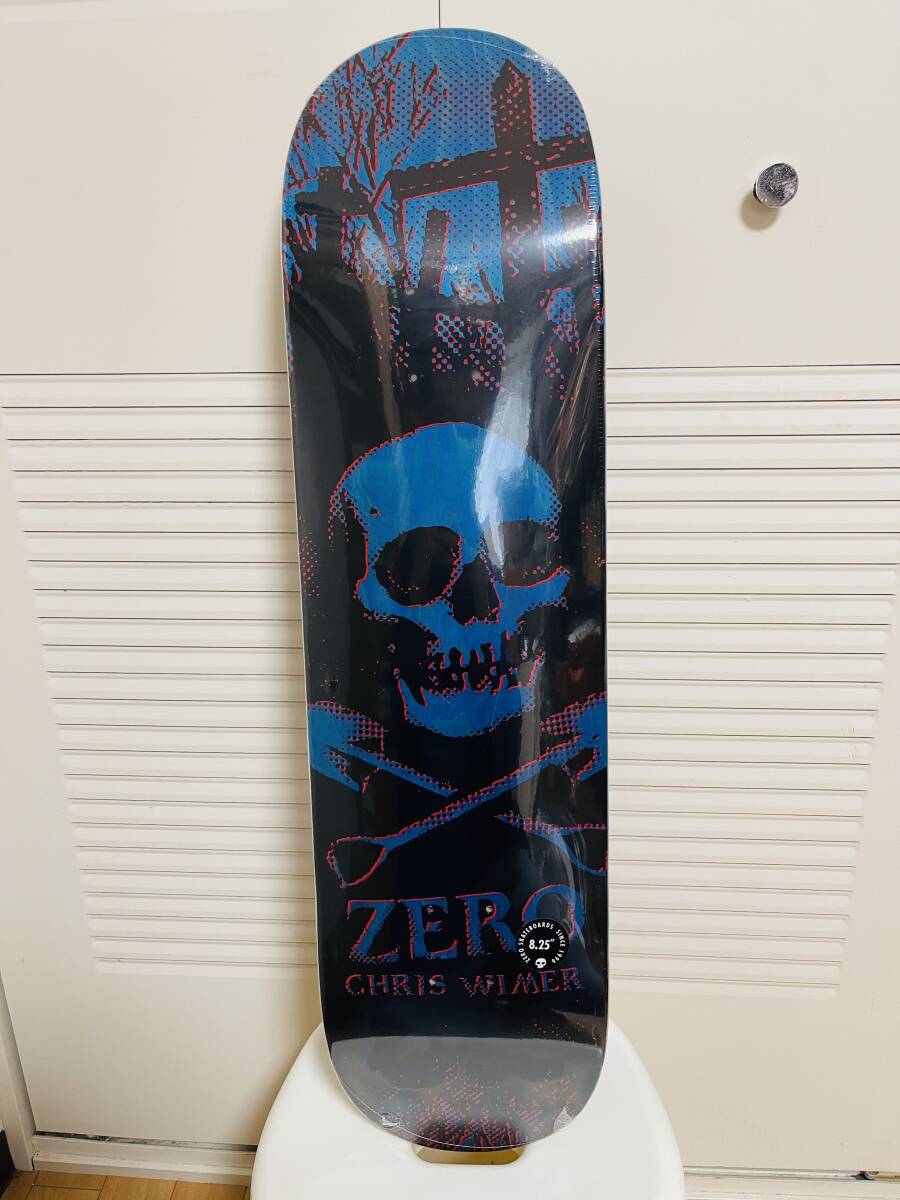 ZERO
CHRIS WIMER
ZERO SKATEBOARDS SINCE 1996
8.25"